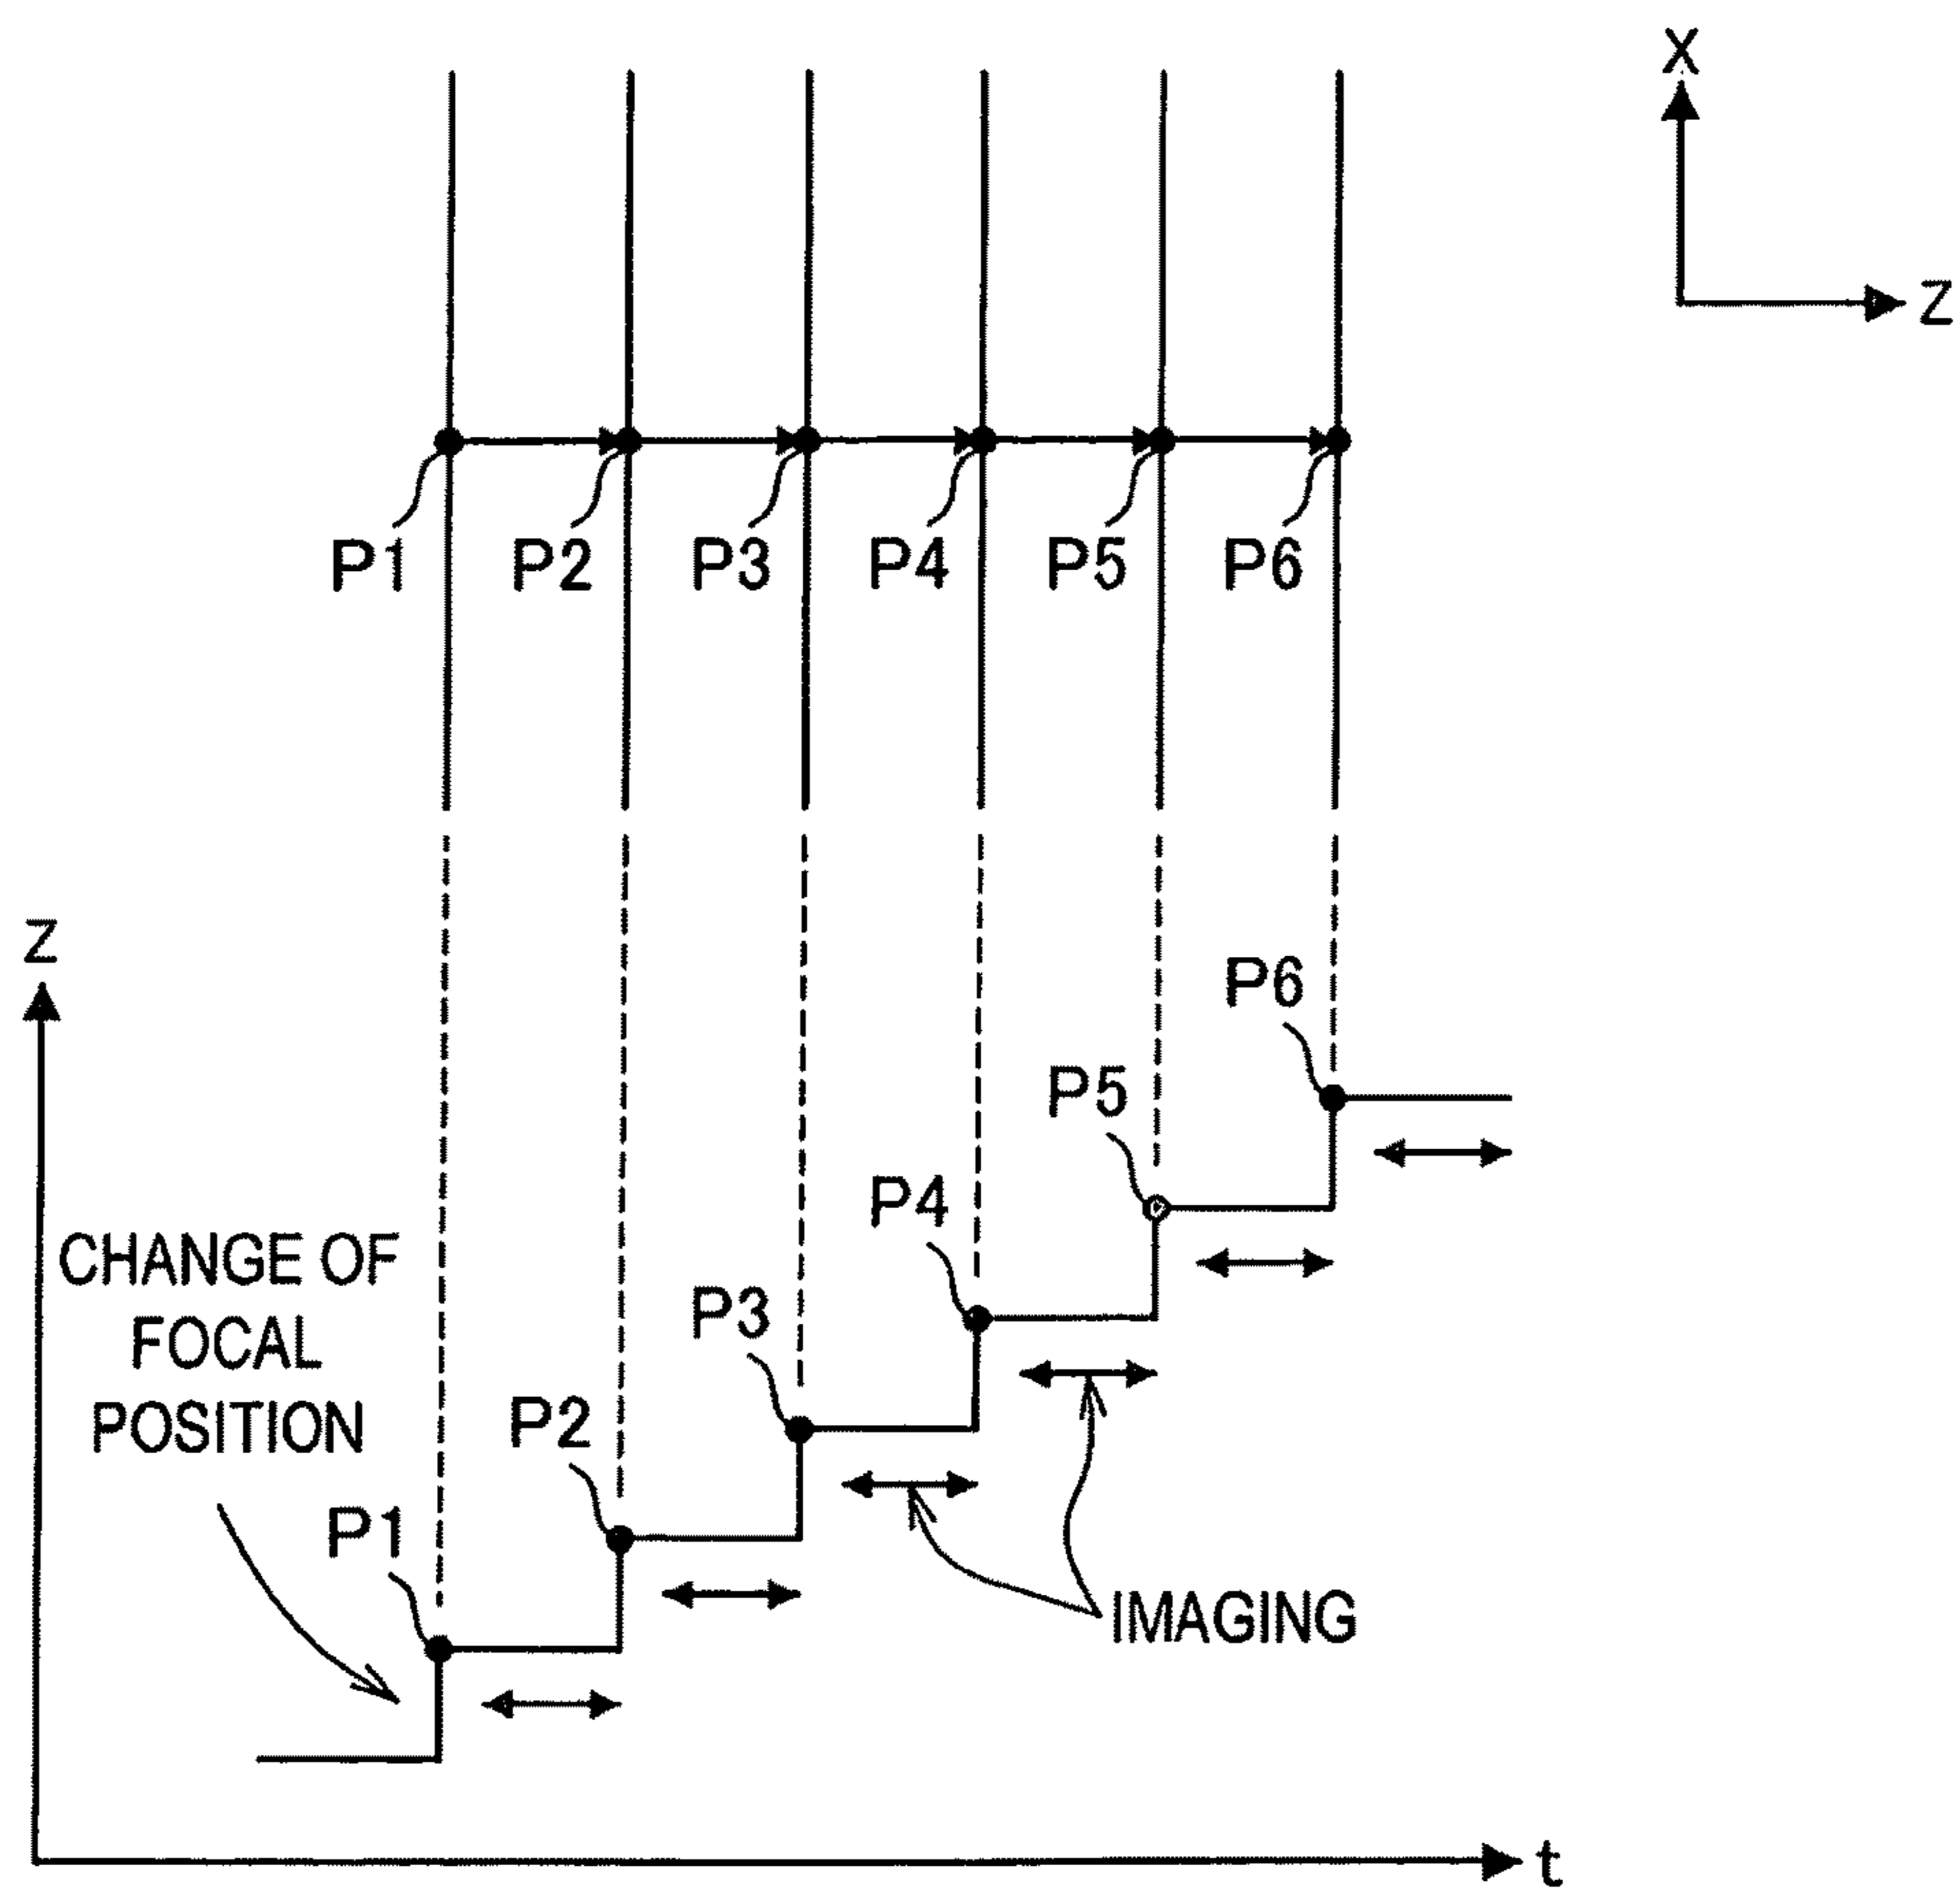 X
Z
P1 P2 P3 P4 P5 P6
Z
P6
P5
P4
CHANGE OF
FOCAL
POSITION
P3
P2
P1
IMAGING
t